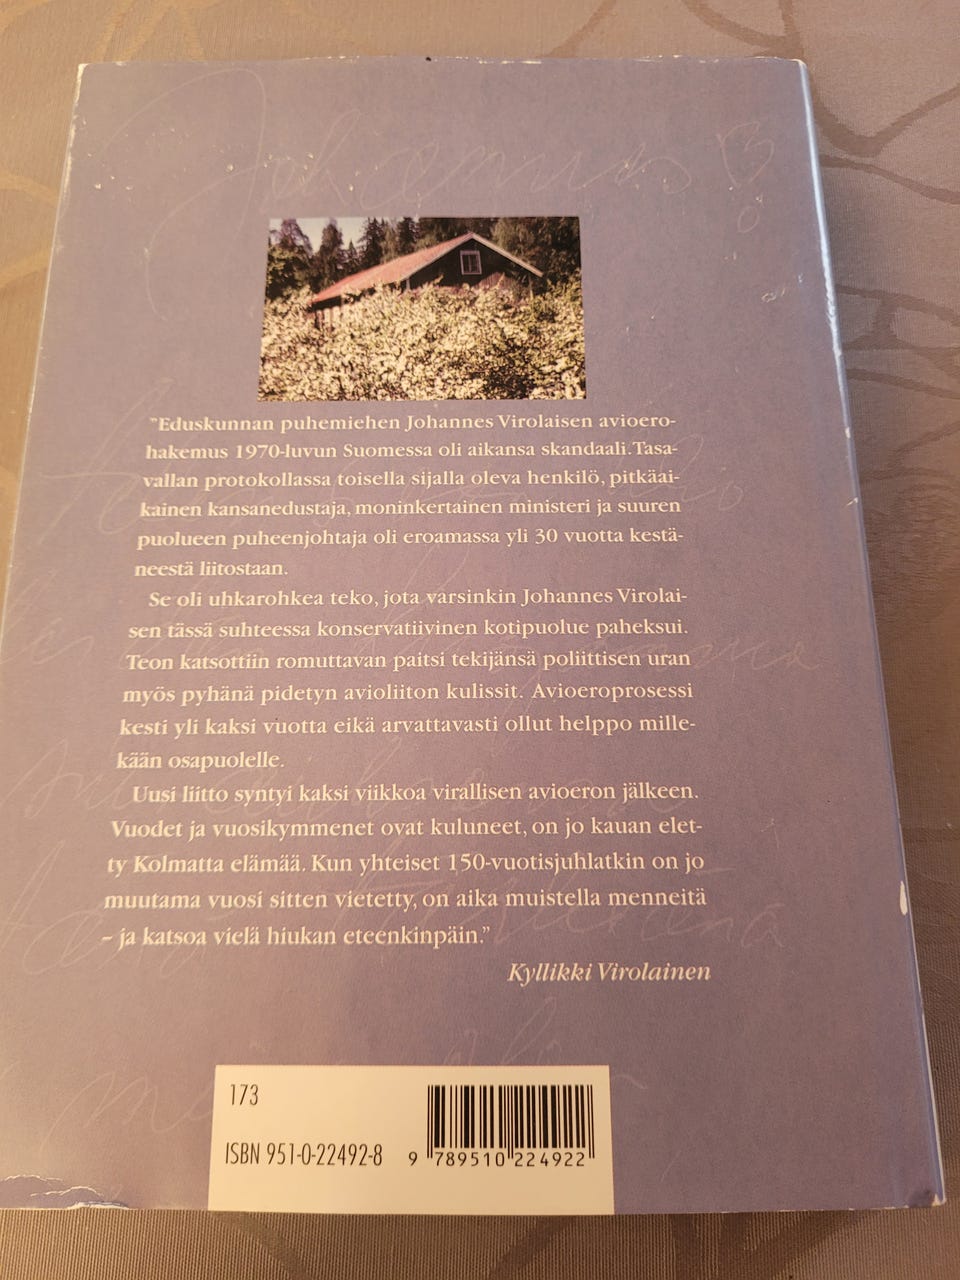 Johannes
"Eduskunnan puhemiehen Johannes Virolaisen avioero-
hakemus 1970-luvun Suomessa oli aikansa skandaali. Tasa-
vallan protokollassa toisella sijalla oleva henkilö, pitkäai-
kainen kansanedustaja, moninkertainen ministeri ja suuren
puolueen puheenjohtaja oli eroamassa yli 30 vuotta kestä-
neestä liitostaan.
Se oli uhkarohkea teko, jota varsinkin Johannes Virolai-
sen tässä suhteessa konservatiivinen kotipuolue paheksui.
Teon katsottiin romuttavan paitsi tekijänsä poliittisen uran
myös pyhänä pidetyn avioliiton kulissit. Avioeroprosessi
kesti yli kaksi vuotta eikä arvattavasti ollut helppo mille-
kään osapuolelle.
Uusi liitto syntyi kaksi viikkoa virallisen avioeron jälkeen.
Vuodet ja vuosikymmenet ovat kuluneet, on jo kauan elet-
ty Kolmatta elämää. Kun yhteiset 150-vuotisjuhlatkin on jo
muutama vuosi sitten vietetty, on aika muistella menneitä
– ja katsoa vielä hiukan eteenkinpäin."
Kyllikki Virolainen
173
ISBN 951-0-22492-8
9 789510 224922